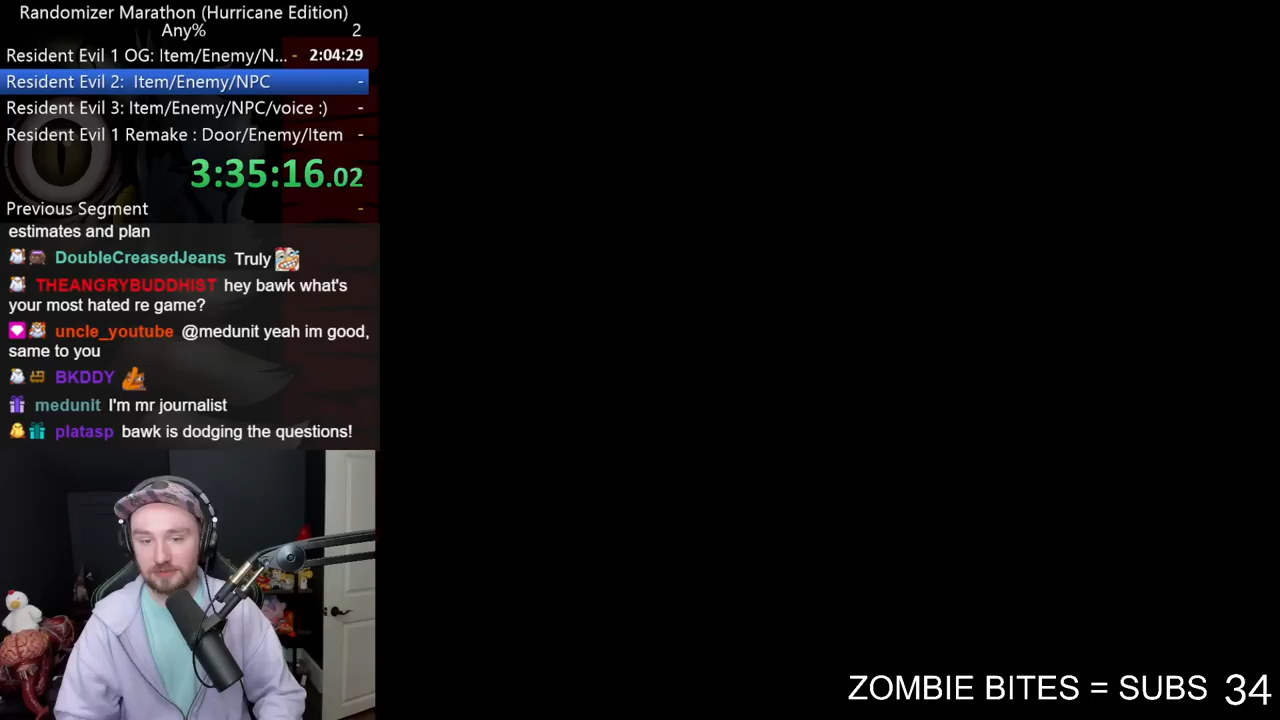 Randomizer Marathon (Hurricane Edition)
Any% 2
Resident Evil 1 OG: Item/Enemy/N... - 2:04:29
Resident Evil 2: Item/Enemy/NPC -
Resident Evil 3: Item/Enemy/NPC/voice :) -
Resident Evil 1 Remake : Door/Enemy/Item -
3:35:16.02
Previous Segment -
estimates and plan
DoubleCreasedJeans Truly
THEANGRYBUDDHIST hey bawk what's
your most hated re game?
uncle_youtube @medunit yeah im good,
same to you
BKDDY
medunit I'm mr journalist
platasp bawk is dodging the questions!
ZOMBIE BITES = SUBS 34